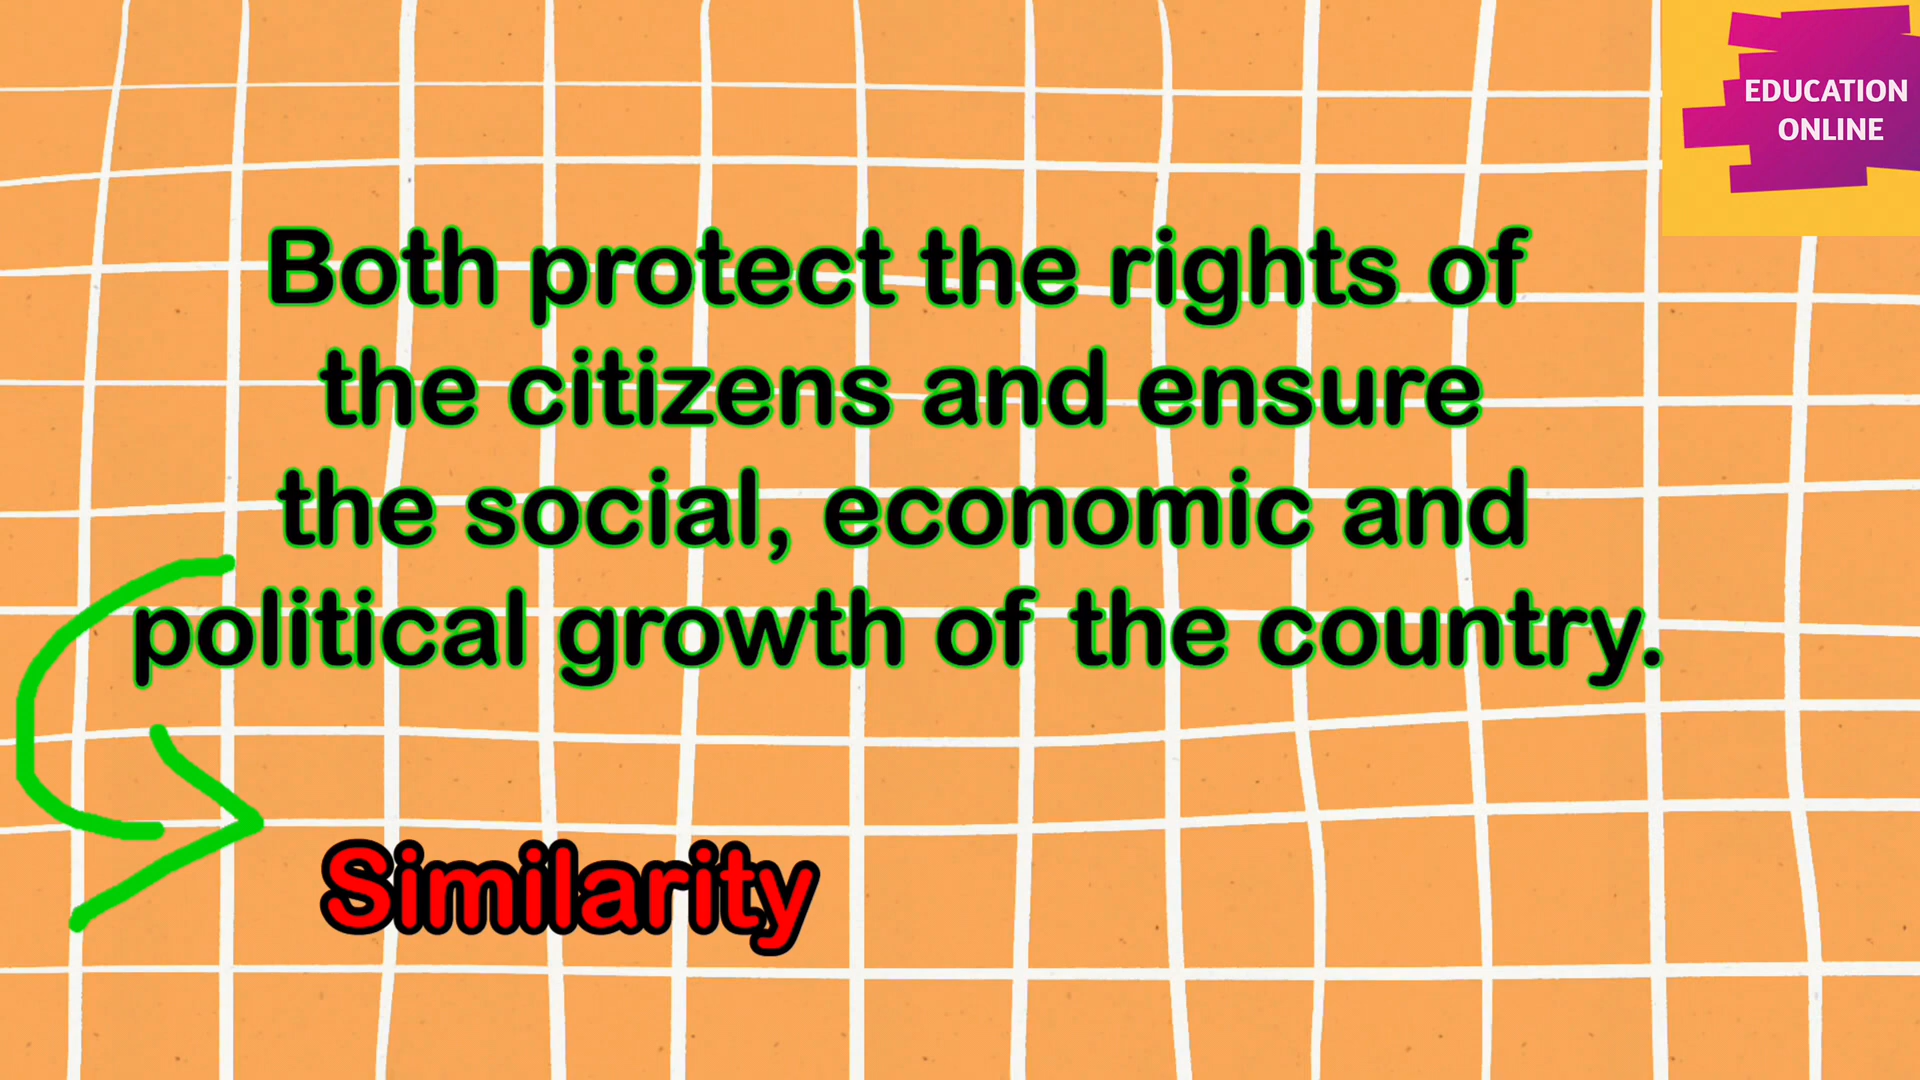 EDUCATION
ONLINE
Both protect the rights of
the citizens and ensure
the social, economic and
political growth of the country.
Similarity